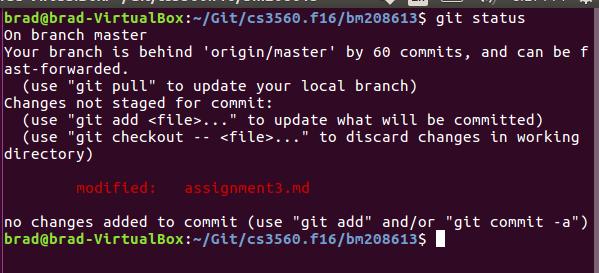 brad@brad-VirtualBox:~/Git/cs3560.f16/bm208613$ git status
On branch master
Your branch is behind 'origin/master' by 60 commits, and can be f
ast-forwarded.
  (use "git pull" to update your local branch)
Changes not staged for commit:
  (use "git add <file>..." to update what will be committed)
  (use "git checkout -- <file>..." to discard changes in working
directory)
        modified:   assignment3.md
no changes added to commit (use "git add" and/or "git commit -a")
brad@brad-VirtualBox:~/Git/cs3560.f16/bm208613$